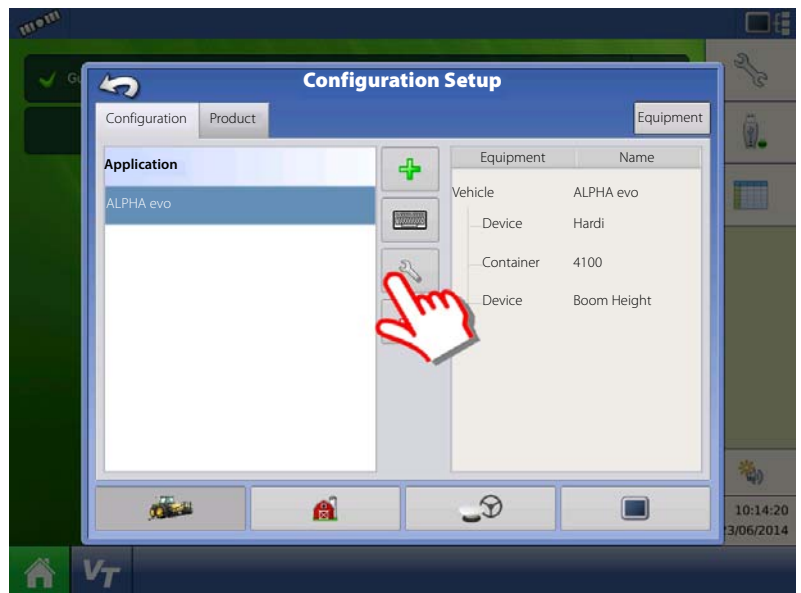 Configuration Setup
Configuration Product Equipment
Application
ALPHA evo
Equipment Name
Vehicle ALPHA evo
Device Hardi
Container 4100
Device Boom Height
10:14:20
3/06/2014
VT